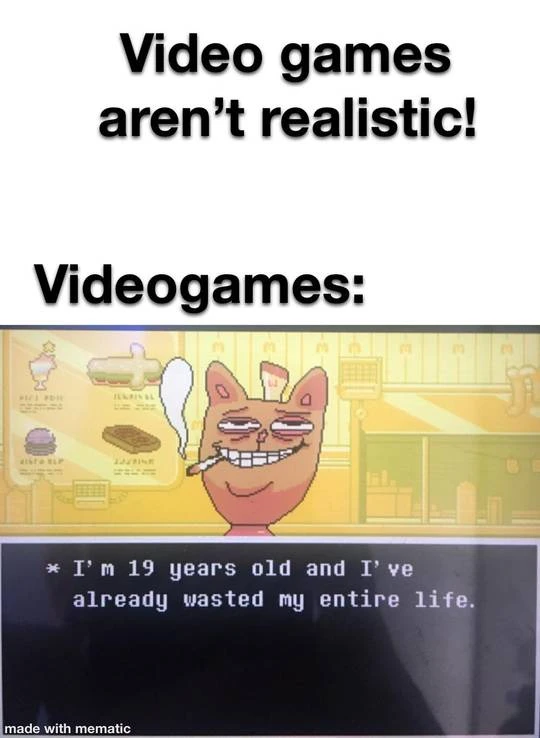 Video games
aren't realistic!
Videogames:
* I'm 19 years old and I've
already wasted my entire life.
made with mematic